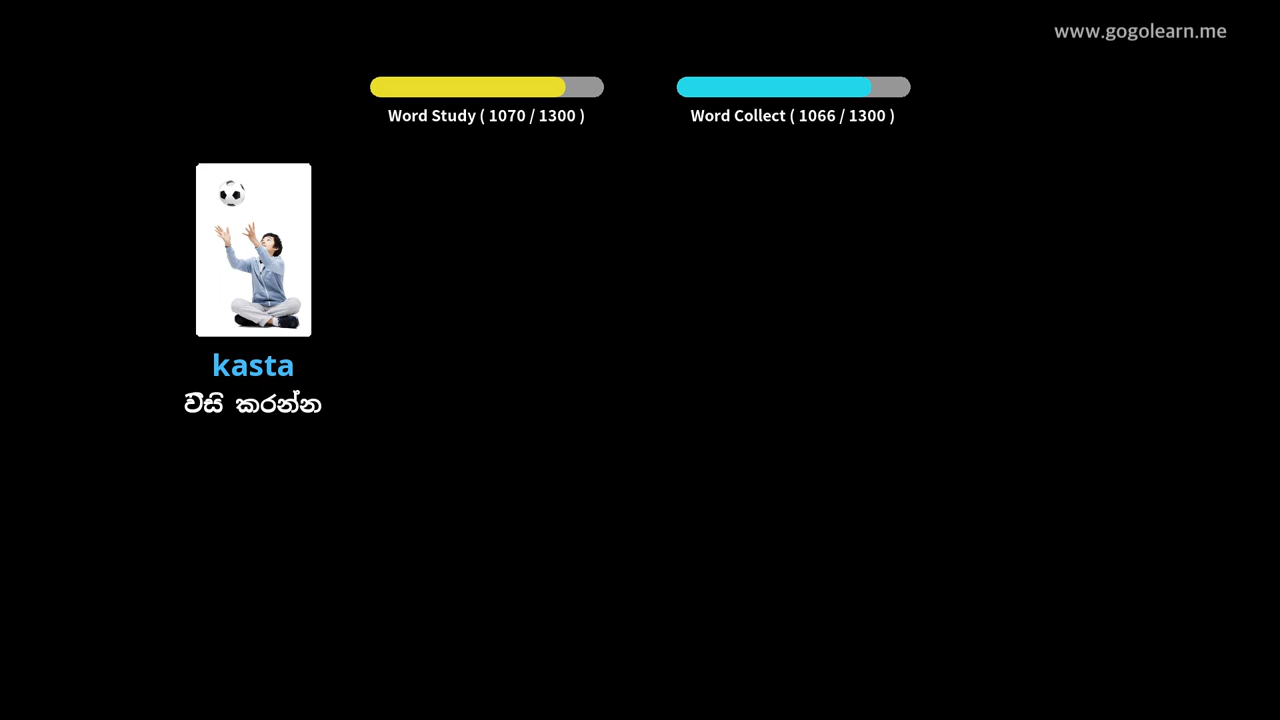 www.gogolearn.me
Word Study ( 1070 / 1300 )
Word Collect ( 1066 / 1300 )
kasta
විසි කරන්න